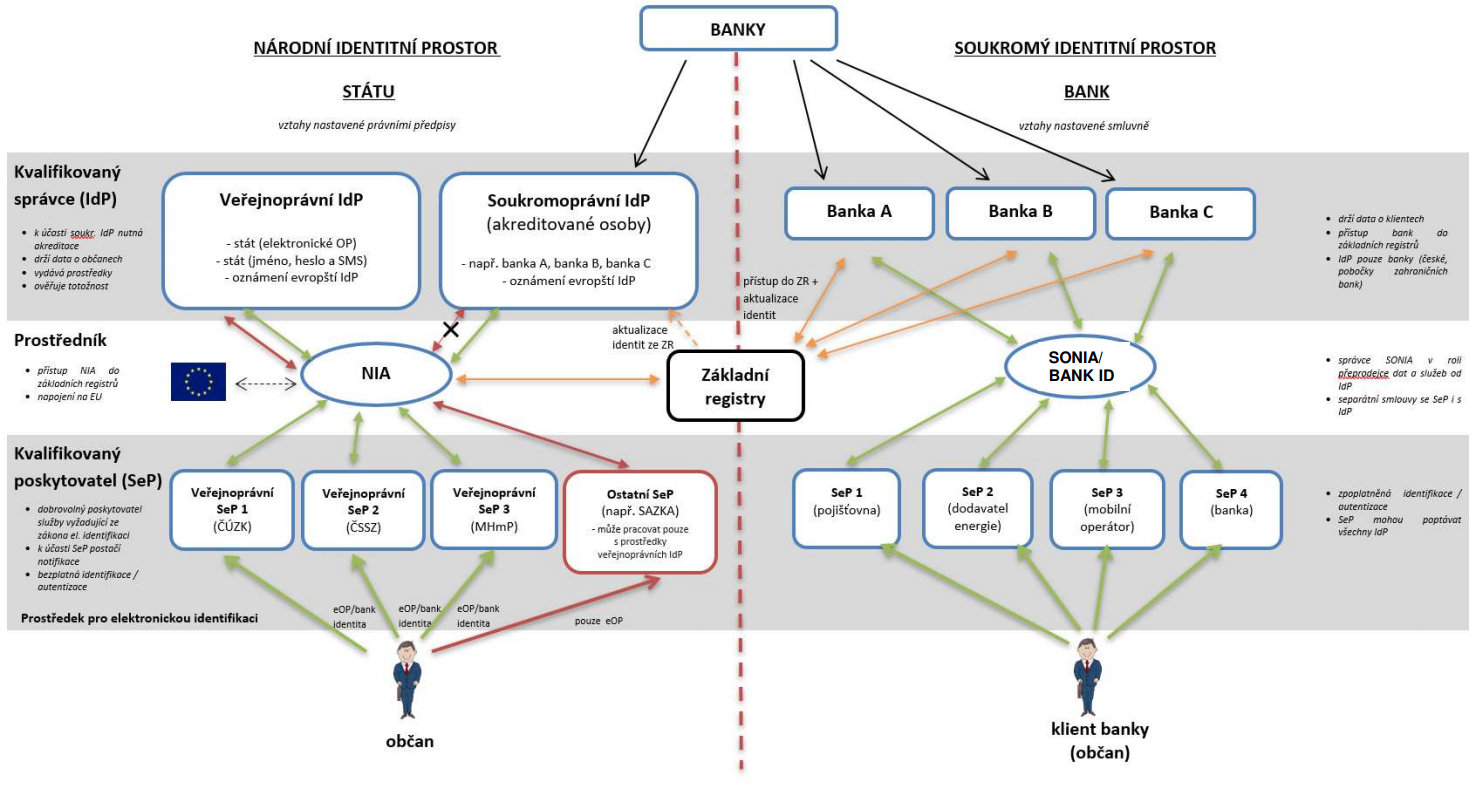 BANKY
NÁRODNÍ IDENTITNÍ PROSTOR
STÁTU
vztahy nastavené právními předpisy
SOUKROMÝ IDENTITNÍ PROSTOR
BANK
vztahy nastavené smluvně
Kvalifikovaný
správce (IdP)
• k účasti soukr. IdP nutná
akreditace
• drží data o občanech
• vydává prostředky
• ověřuje totožnost
Veřejnoprávní IdP
- stát (elektronické OP)
- stát (jméno, heslo a SMS)
- oznámení evropští IdP
Soukromoprávní IdP
(akreditované osoby)
- např. banka A, banka B, banka C
- oznámení evropští IdP
Banka A
Banka B
Banka C
• drží data o klientech
• přístup bank do
základních registrů
• IdP pouze banky (české,
pobočky zahraničních
bank)
přístup do ZR +
aktualizace
identit
aktualizace
identit ze ZR
Prostředník
• přístup NIA do
základních registrů
• napojení na EU
NIA
Základní
registry
SONIA/
BANK ID
• správce SONIA v roli
přeprodejce dat a služeb od
IdP
• separátní smlouvy se SeP i s
IdP
Kvalifikovaný
poskytovatel (SeP)
• dobrovolný poskytovatel
služby vyžadující ze
zákona el. identifikaci
• k účasti SeP postačí
notifikace
• bezplatná identifikace /
autentizace
Veřejnoprávní
SeP 1
(ČÚZK)
Veřejnoprávní
SeP 2
(ČSSZ)
Veřejnoprávní
SeP 3
(MHmP)
Ostatní SeP
(např. SAZKA)
- může pracovat pouze
s prostředky
veřejnoprávních IdP
SeP 1
(pojišťovna)
SeP 2
(dodavatel
energie)
SeP 3
(mobilní
operátor)
SeP 4
(banka)
• zpoplatněná identifikace /
autentizace
• SeP mohou poptávat
všechny IdP
Prostředek pro elektronickou identifikaci
eOP/bank
identita
eOP/bank
identita
eOP/bank
identita
pouze eOP
občan
klient banky
(občan)